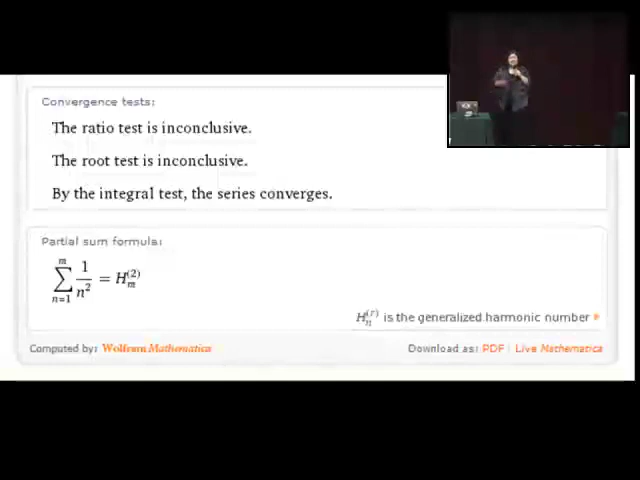 Convergence tests:
The ratio test is inconclusive.
The root test is inconclusive.
By the integral test, the series converges.
Partial sum formula:
m
∑ 1/n² = Hₘ⁽²⁾
n=1
Hₙ⁽ʳ⁾ is the generalized harmonic number
Computed by: Wolfram Mathematica
Download as: PDF | Live Mathematica